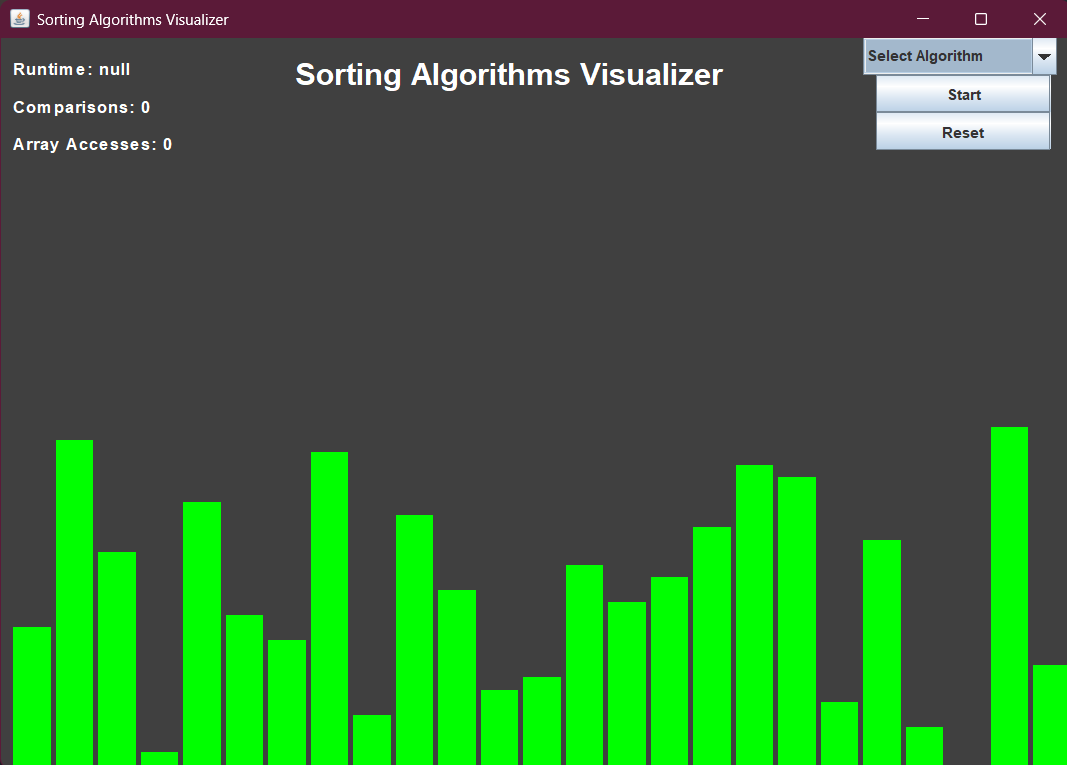 Sorting Algorithms Visualizer
Runtime: null
Comparisons: 0
Array Accesses: 0
Sorting Algorithms Visualizer
Select Algorithm
Start
Reset